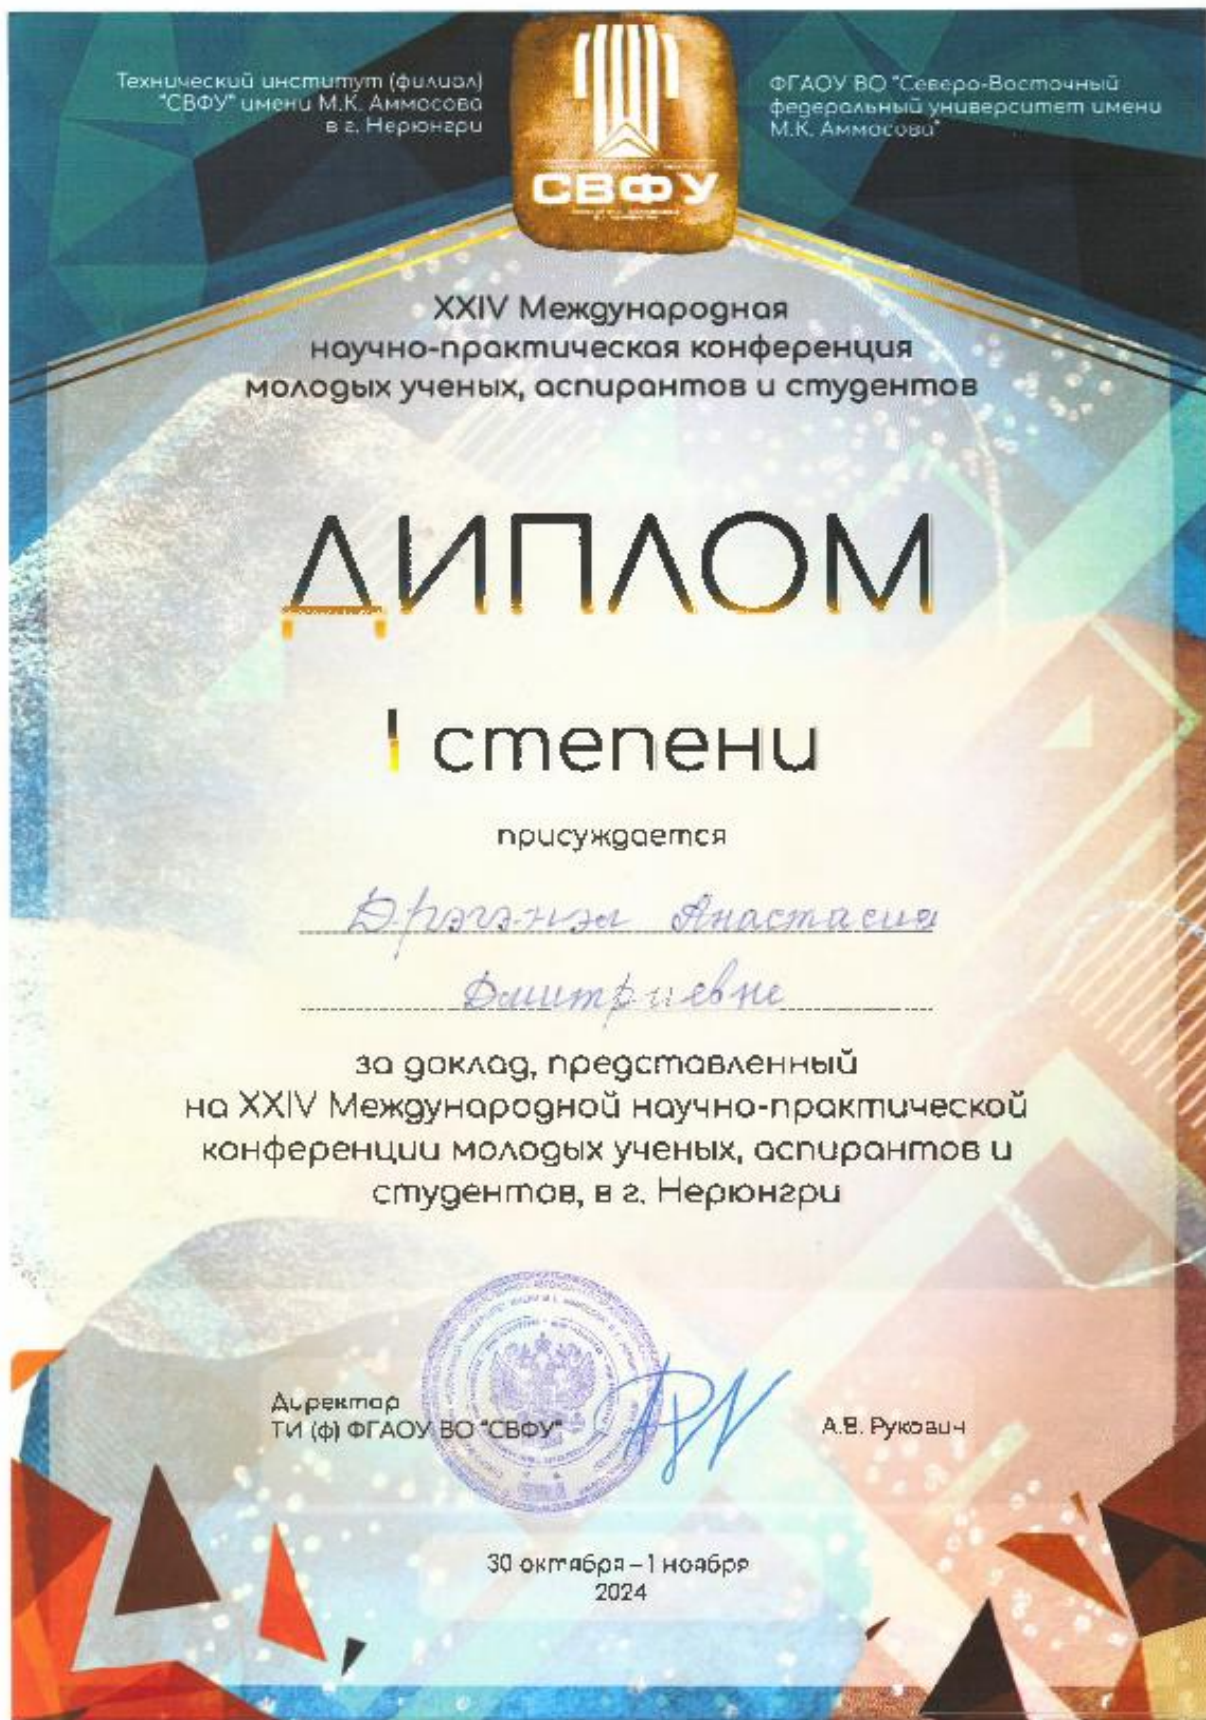 Технический институт (филиал)
"СВФУ" имени М.К. Аммосова
в г. Нерюнгри
ФГАОУ ВО "Северо-Восточный
федеральный университет имени
М.К. Аммосова"
СВФУ
XXIV Международная
научно-практическая конференция
молодых ученых, аспирантов и студентов
ДИПЛОМ
I степени
присуждается
Анастасия
Дмитриевне
за доклад, представленный
на XXIV Международной научно-практической
конференции молодых ученых, аспирантов и
студентов, в г. Нерюнгри
Директор
ТИ (ф) ФГАОУ ВО "СВФУ"
А.В. Рукович
30 октября – 1 ноября
2024